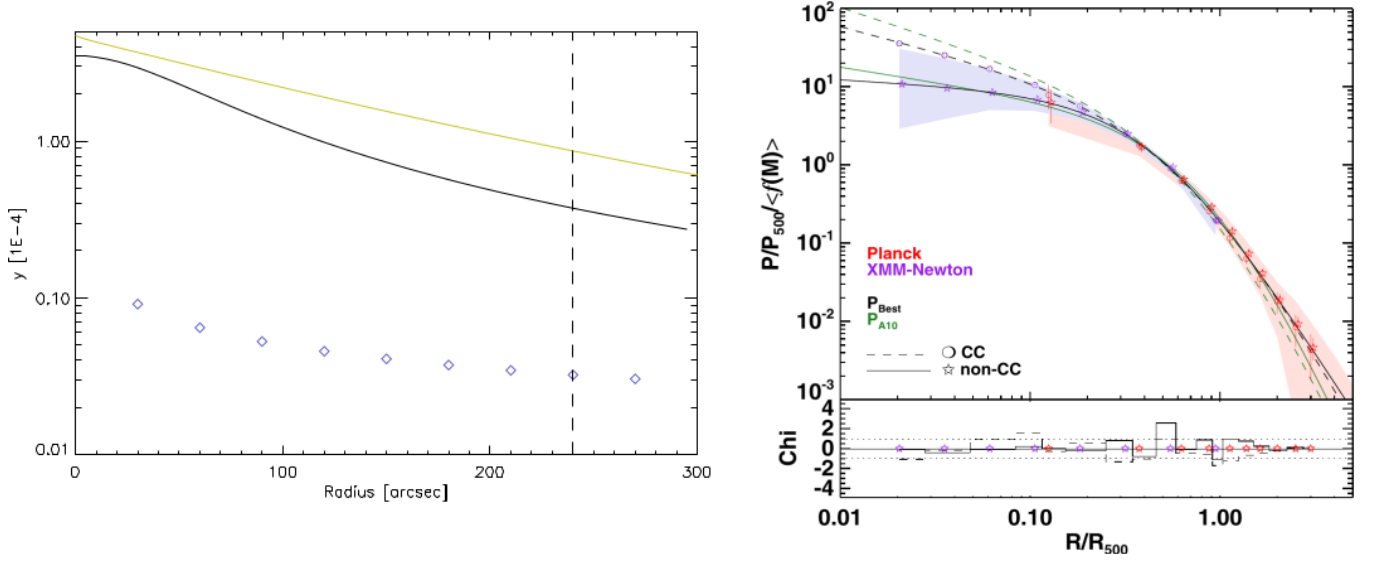 1.00
0.10
0.01
y [1E-4]
0
100
200
300
Radius [arcsec]
10²
10¹
10⁰
10⁻¹
10⁻²
10⁻³
P/P₅₀₀/<f(M)>
Planck
XMM-Newton
P_Best
P_A10
CC
non-CC
4
2
0
-2
-4
Chi
0.01
0.10
1.00
R/R₅₀₀